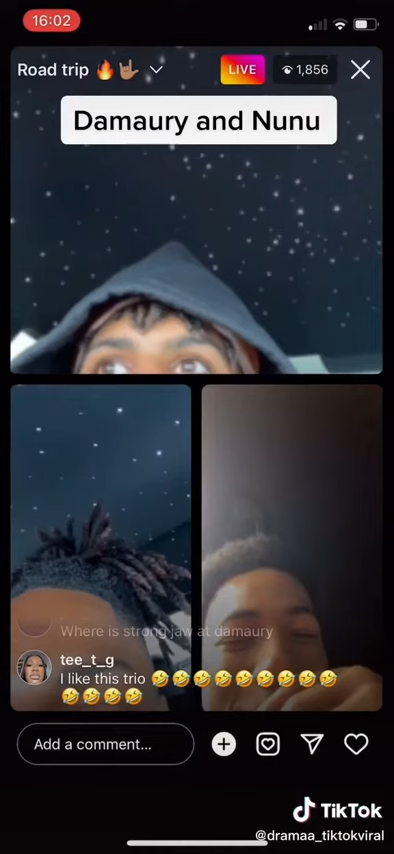 16:02
Road trip 🔥🤟🏽
LIVE
1,856
Damaury and Nunu
Where is strong jaw at damaury
tee_t_g
I like this trio 🤣🤣🤣🤣🤣🤣🤣🤣🤣
🤣🤣🤣🤣
Add a comment...
TikTok
@dramaa_tiktokviral